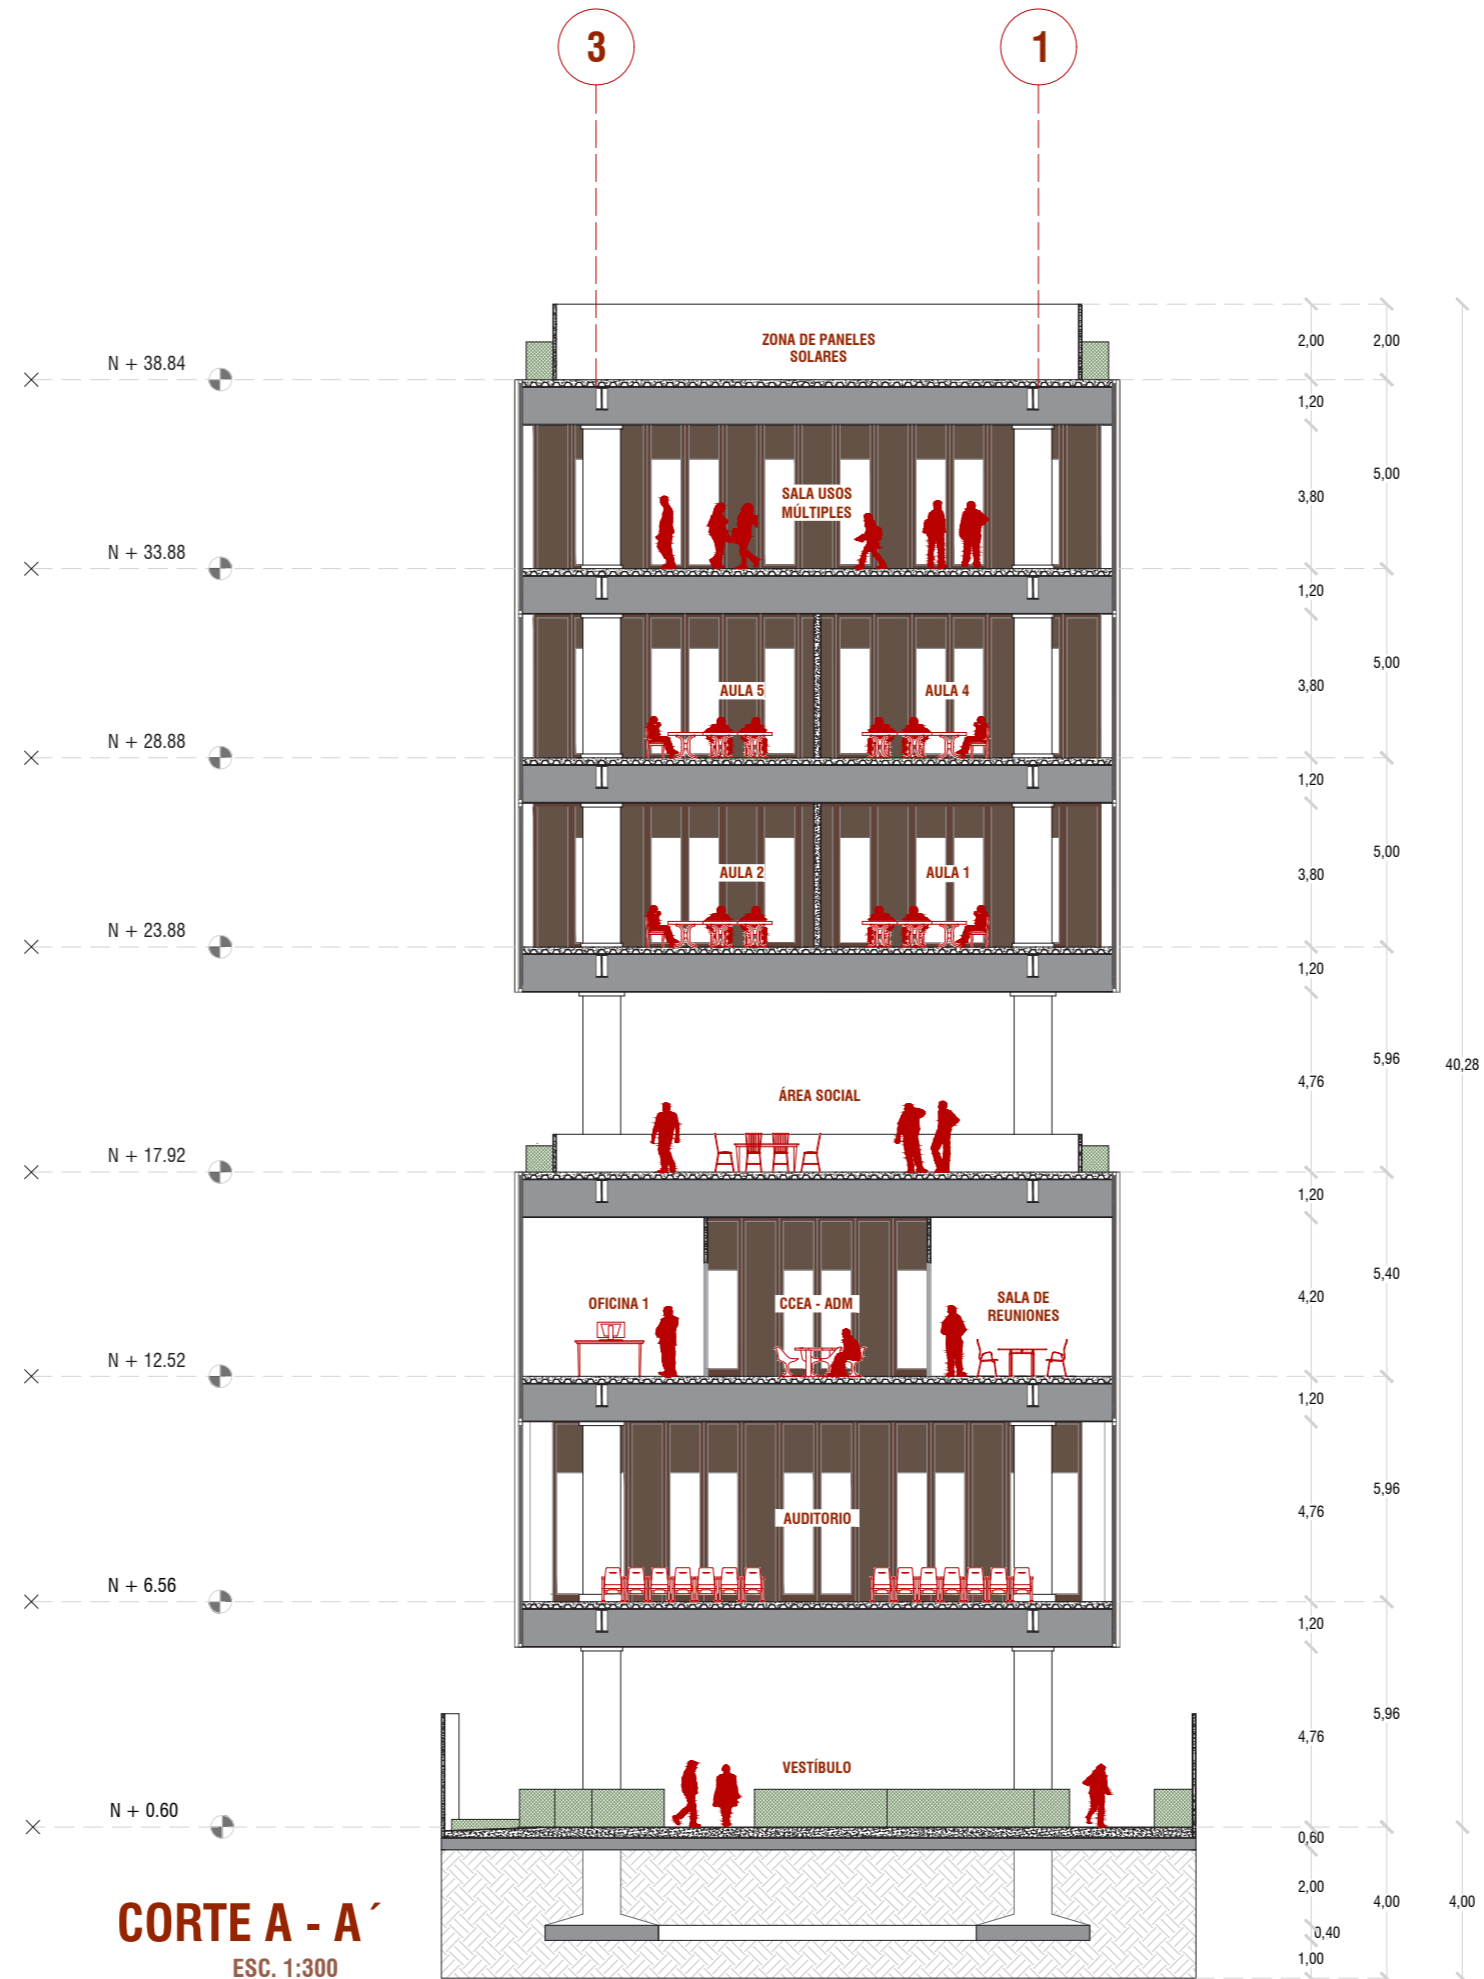 3
1
ZONA DE PANELES
SOLARES
2,00
2,00
N + 38.84
1,20
SALA USOS
MÚLTIPLES
3,80
5,00
N + 33.88
1,20
AULA 5
AULA 4
3,80
5,00
N + 28.88
1,20
AULA 2
AULA 1
3,80
5,00
N + 23.88
1,20
ÁREA SOCIAL
4,76
5,96
40,28
N + 17.92
1,20
OFICINA 1
CCEA - ADM
SALA DE
REUNIONES
4,20
5,40
N + 12.52
1,20
AUDITORIO
4,76
5,96
N + 6.56
1,20
VESTÍBULO
4,76
5,96
N + 0.60
0,60
2,00
4,00
4,00
0,40
1,00
CORTE A - A ´
ESC. 1:300